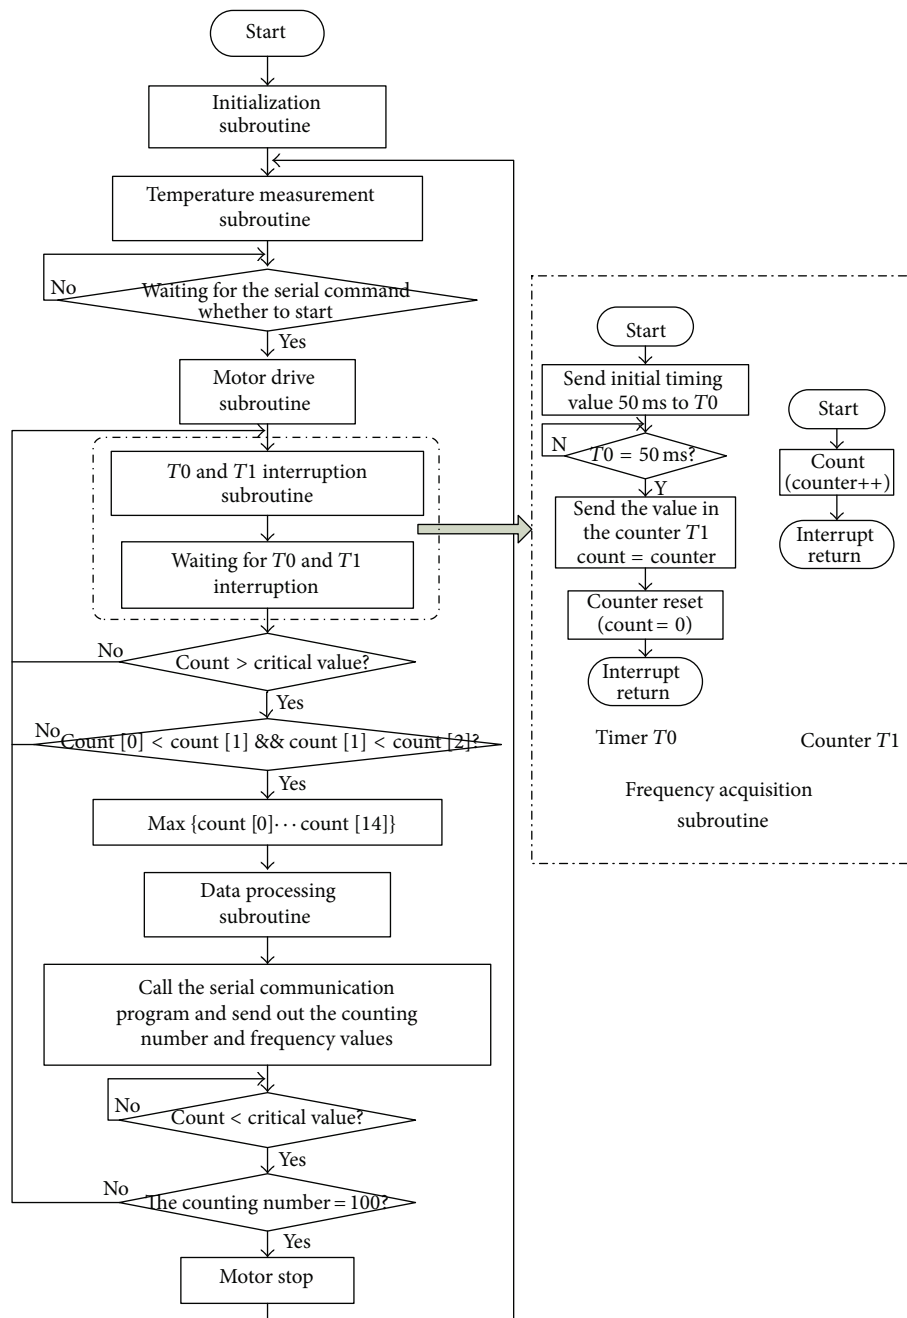 Start
Initialization
subroutine
Temperature measurement
subroutine
No
Waiting for the serial command
whether to start
Yes
Motor drive
subroutine
T0 and T1 interruption
subroutine
Waiting for T0 and T1
interruption
No
Count > critical value?
Yes
No
Count [0] < count [1] && count [1] < count [2]?
Yes
Max {count [0]··· count [14]}
Data processing
subroutine
Call the serial communication
program and send out the counting
number and frequency values
No
Count < critical value?
Yes
No
The counting number = 100?
Yes
Motor stop
Start
Send initial timing
value 50 ms to T0
N
T0 = 50 ms?
Y
Send the value in
the counter T1
count = counter
Counter reset
(count = 0)
Interrupt
return
Timer T0
Start
Count
(counter++)
Interrupt
return
Counter T1
Frequency acquisition
subroutine